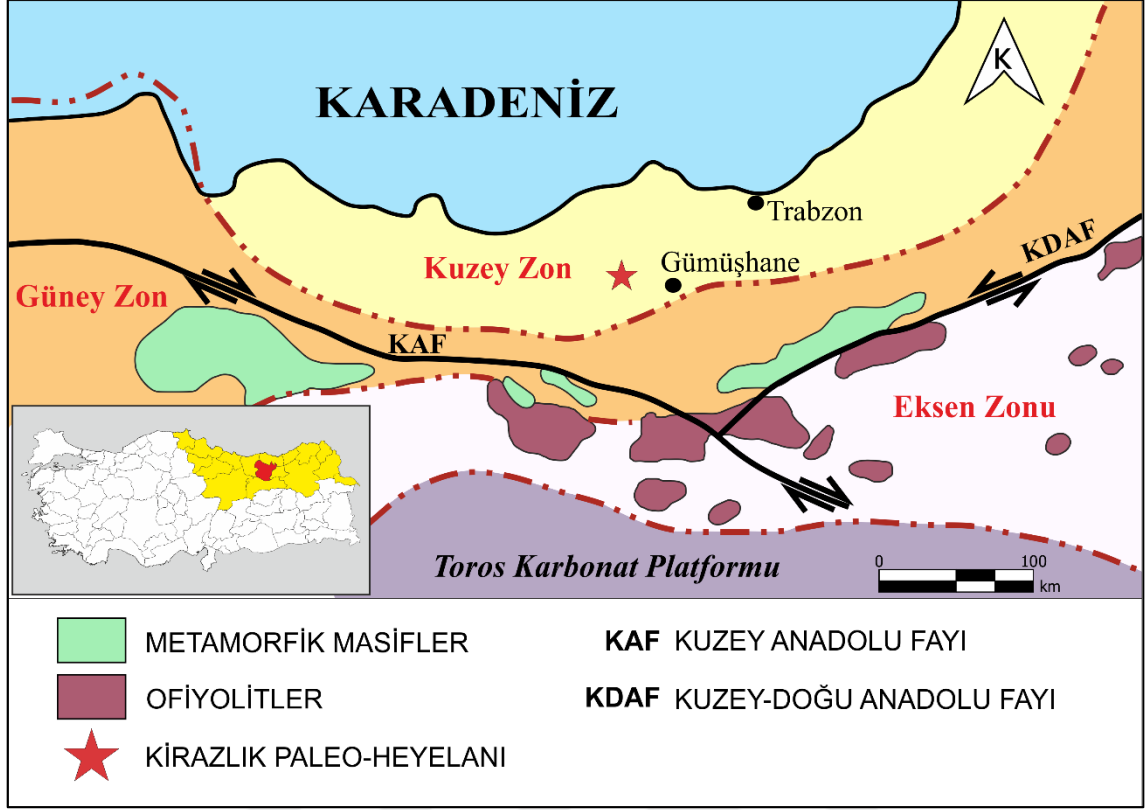 KARADENİZ
K
Trabzon
Kuzey Zon
Gümüşhane
KDAF
Güney Zon
KAF
Eksen Zonu
Toros Karbonat Platformu
0 100
km
METAMORFİK MASİFLER
KAF KUZEY ANADOLU FAYI
OFİYOLİTLER
KDAF KUZEY-DOĞU ANADOLU FAYI
KİRAZLIK PALEO-HEYELANI